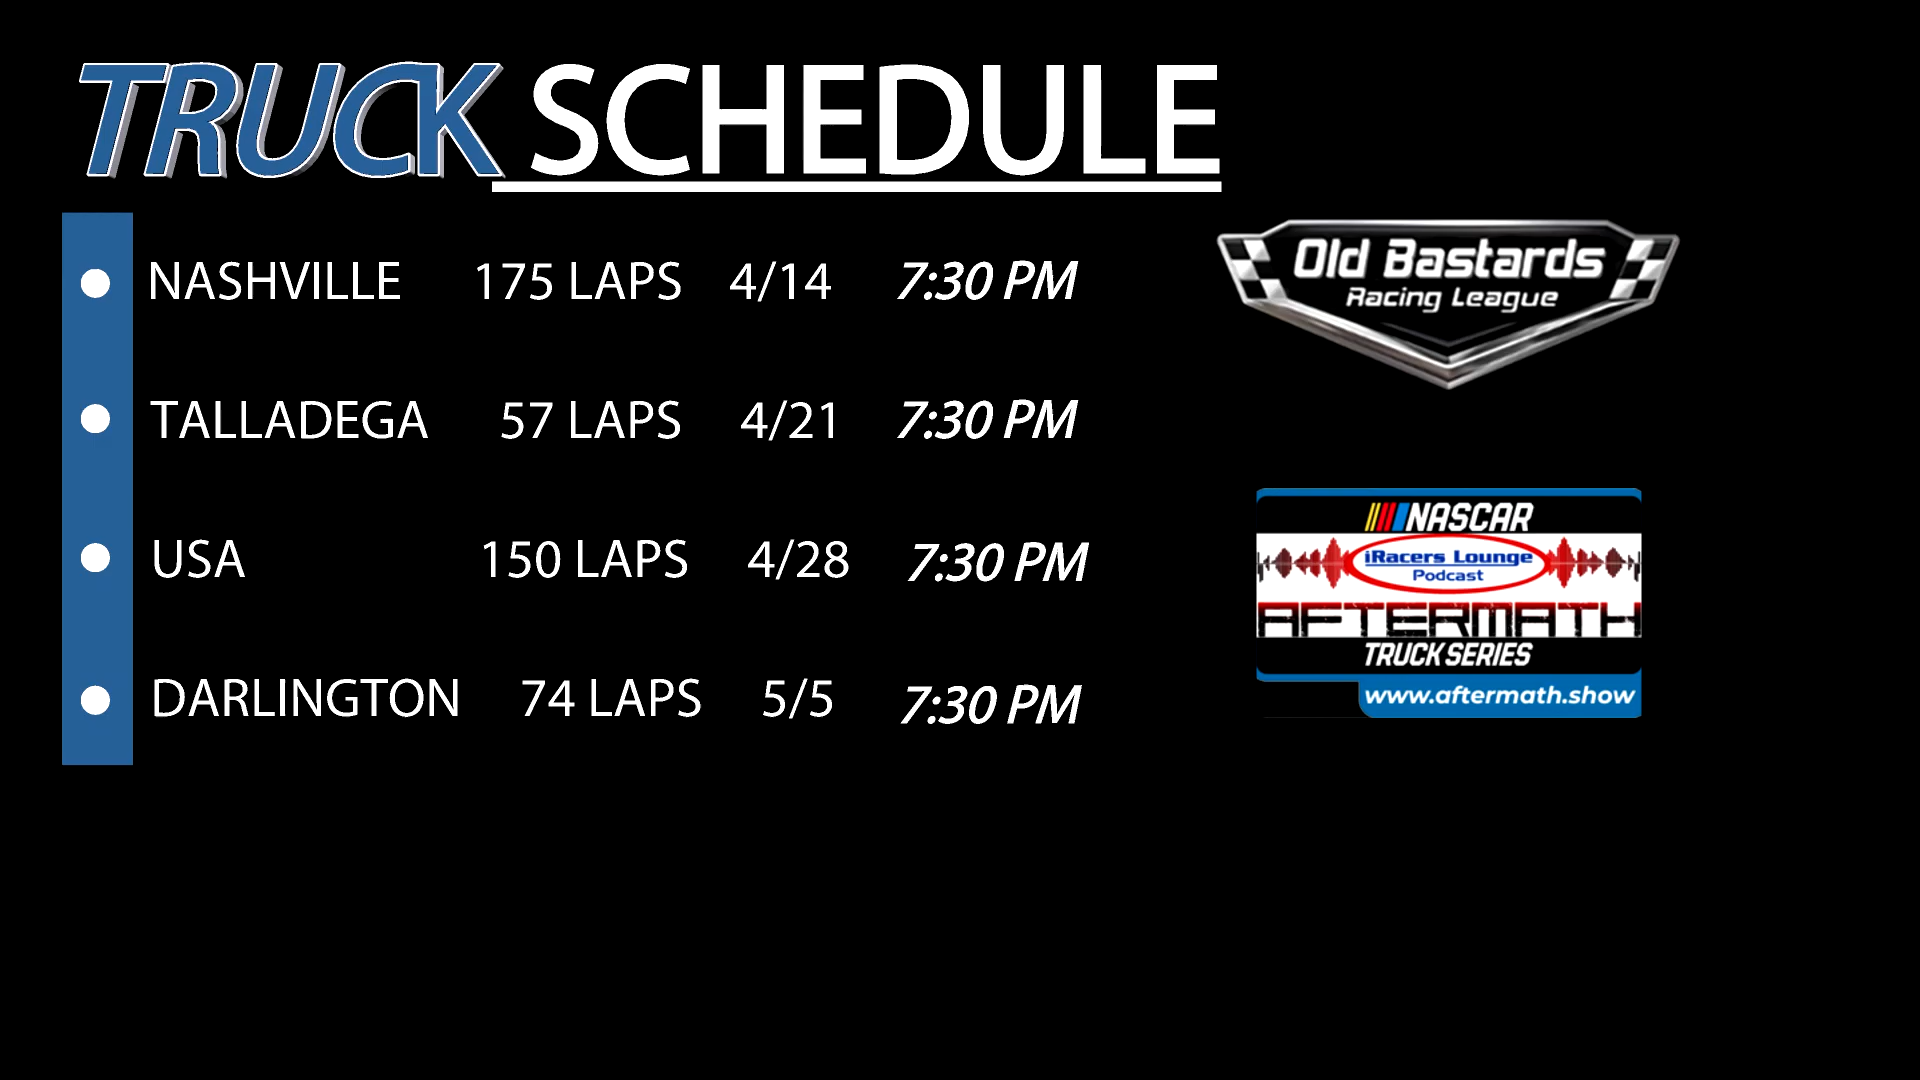 TRUCK SCHEDULE
NASHVILLE 175 LAPS 4/14 7:30 PM
TALLADEGA 57 LAPS 4/21 7:30 PM
USA 150 LAPS 4/28 7:30 PM
DARLINGTON 74 LAPS 5/5 7:30 PM
Old Bastards
Racing League
NASCAR
iRacers Lounge
Podcast
AFTERMATH
TRUCK SERIES
www.aftermath.show